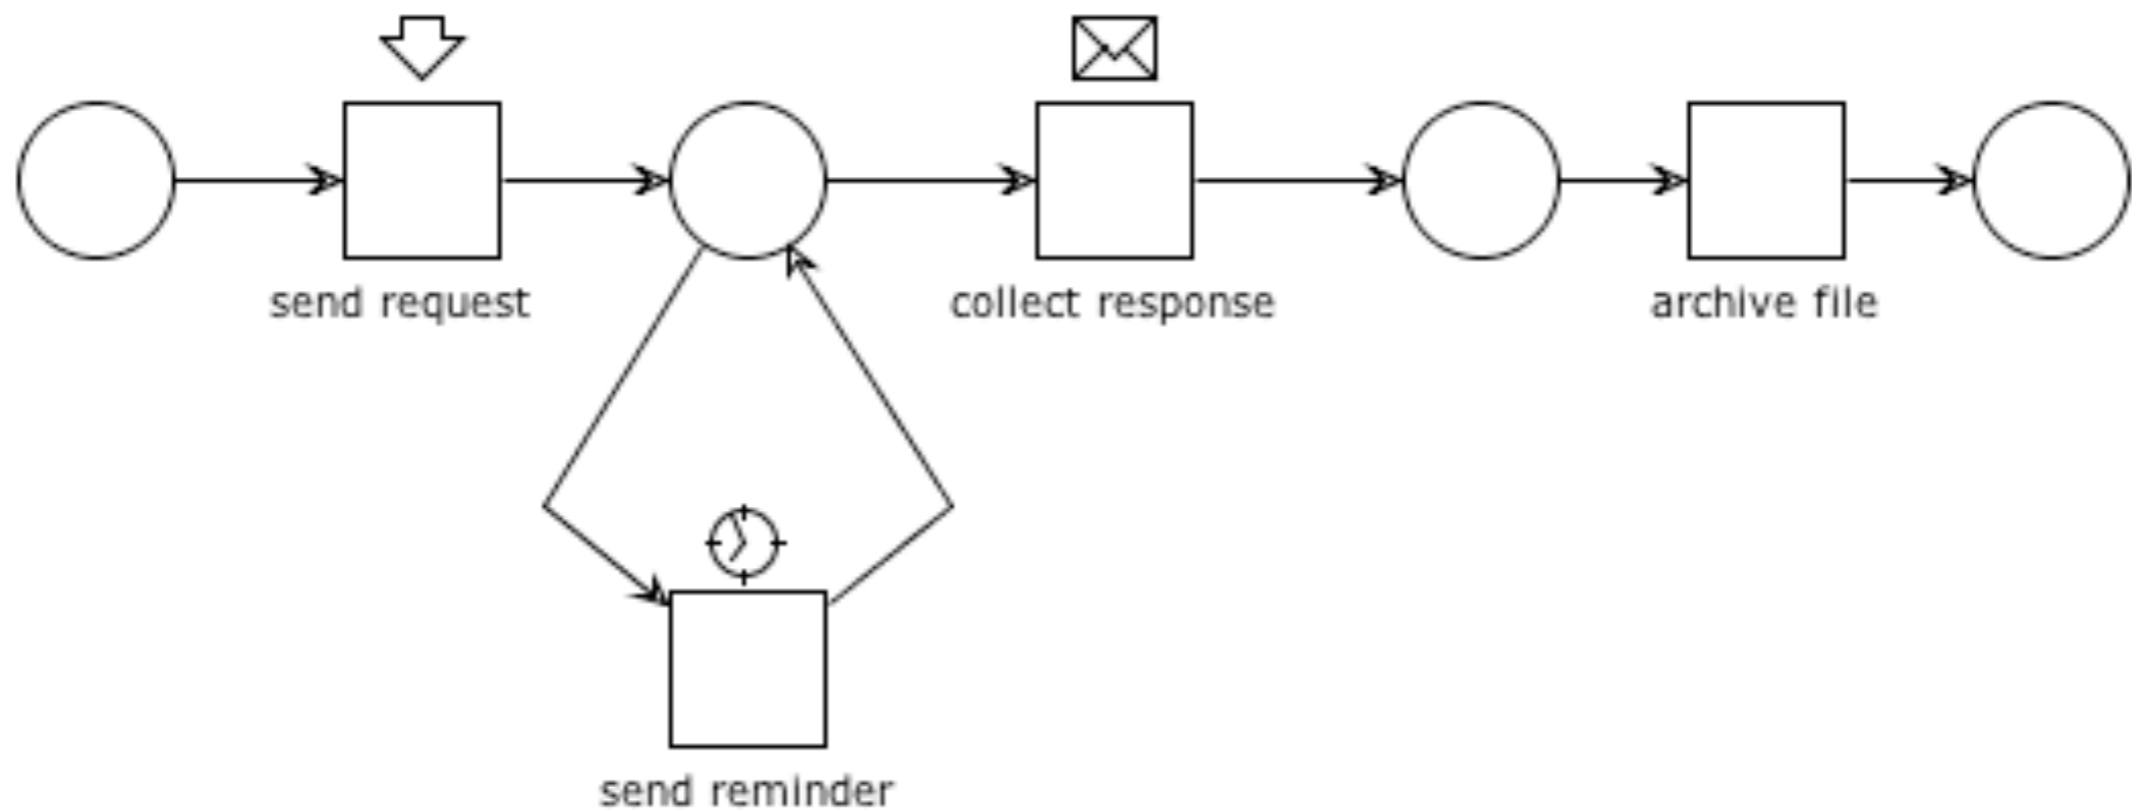 send request
collect response
archive file
send reminder